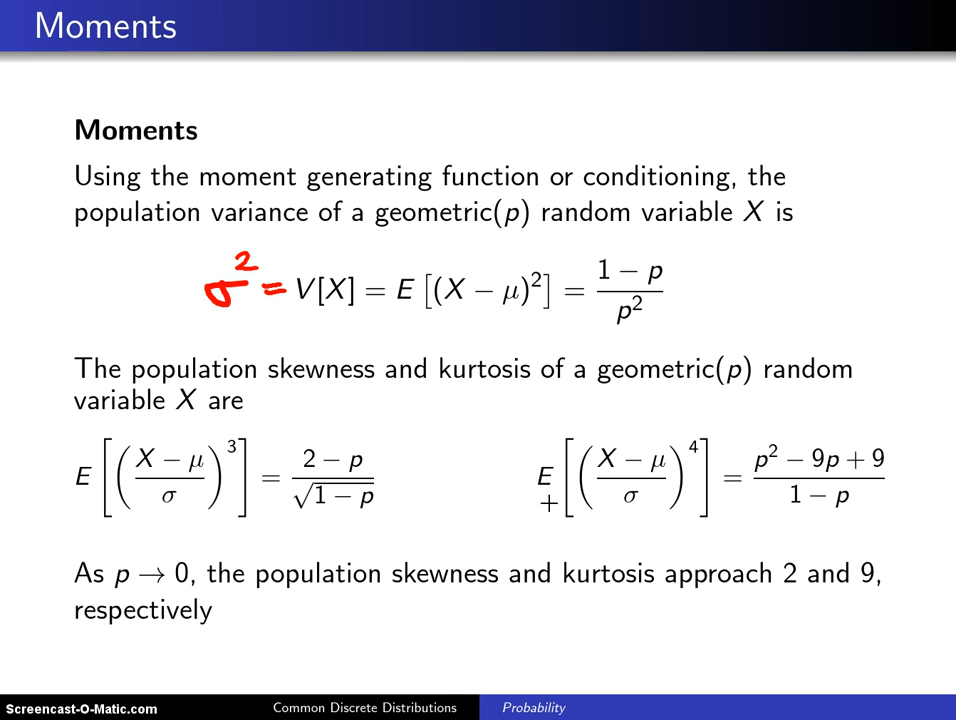 Moments
Moments
Using the moment generating function or conditioning, the
population variance of a geometric(p) random variable X is
σ² = V[X] = E[(X − μ)²] = (1 − p)/p²
The population skewness and kurtosis of a geometric(p) random
variable X are
E[((X − μ)/σ)³] = (2 − p)/√(1 − p) E[((X − μ)/σ)⁴] = (p² − 9p + 9)/(1 − p)
As p → 0, the population skewness and kurtosis approach 2 and 9,
respectively
Screencast-O-Matic.com Common Discrete Distributions Probability